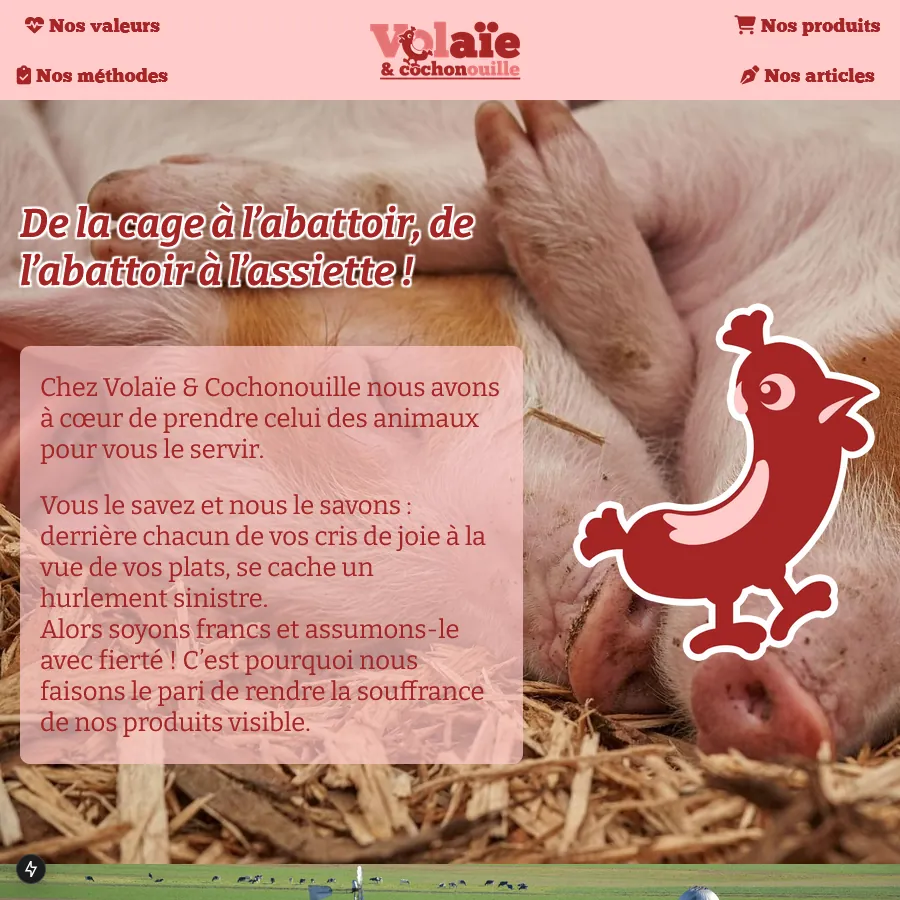 Nos valeurs
Nos méthodes
Volaïe
& cochonouille
Nos produits
Nos articles
De la cage à l’abattoir, de
l’abattoir à l’assiette !
Chez Volaïe & Cochonouille nous avons
à cœur de prendre celui des animaux
pour vous le servir.
Vous le savez et nous le savons :
derrière chacun de vos cris de joie à la
vue de vos plats, se cache un
hurlement sinistre.
Alors soyons francs et assumons-le
avec fierté ! C’est pourquoi nous
faisons le pari de rendre la souffrance
de nos produits visible.